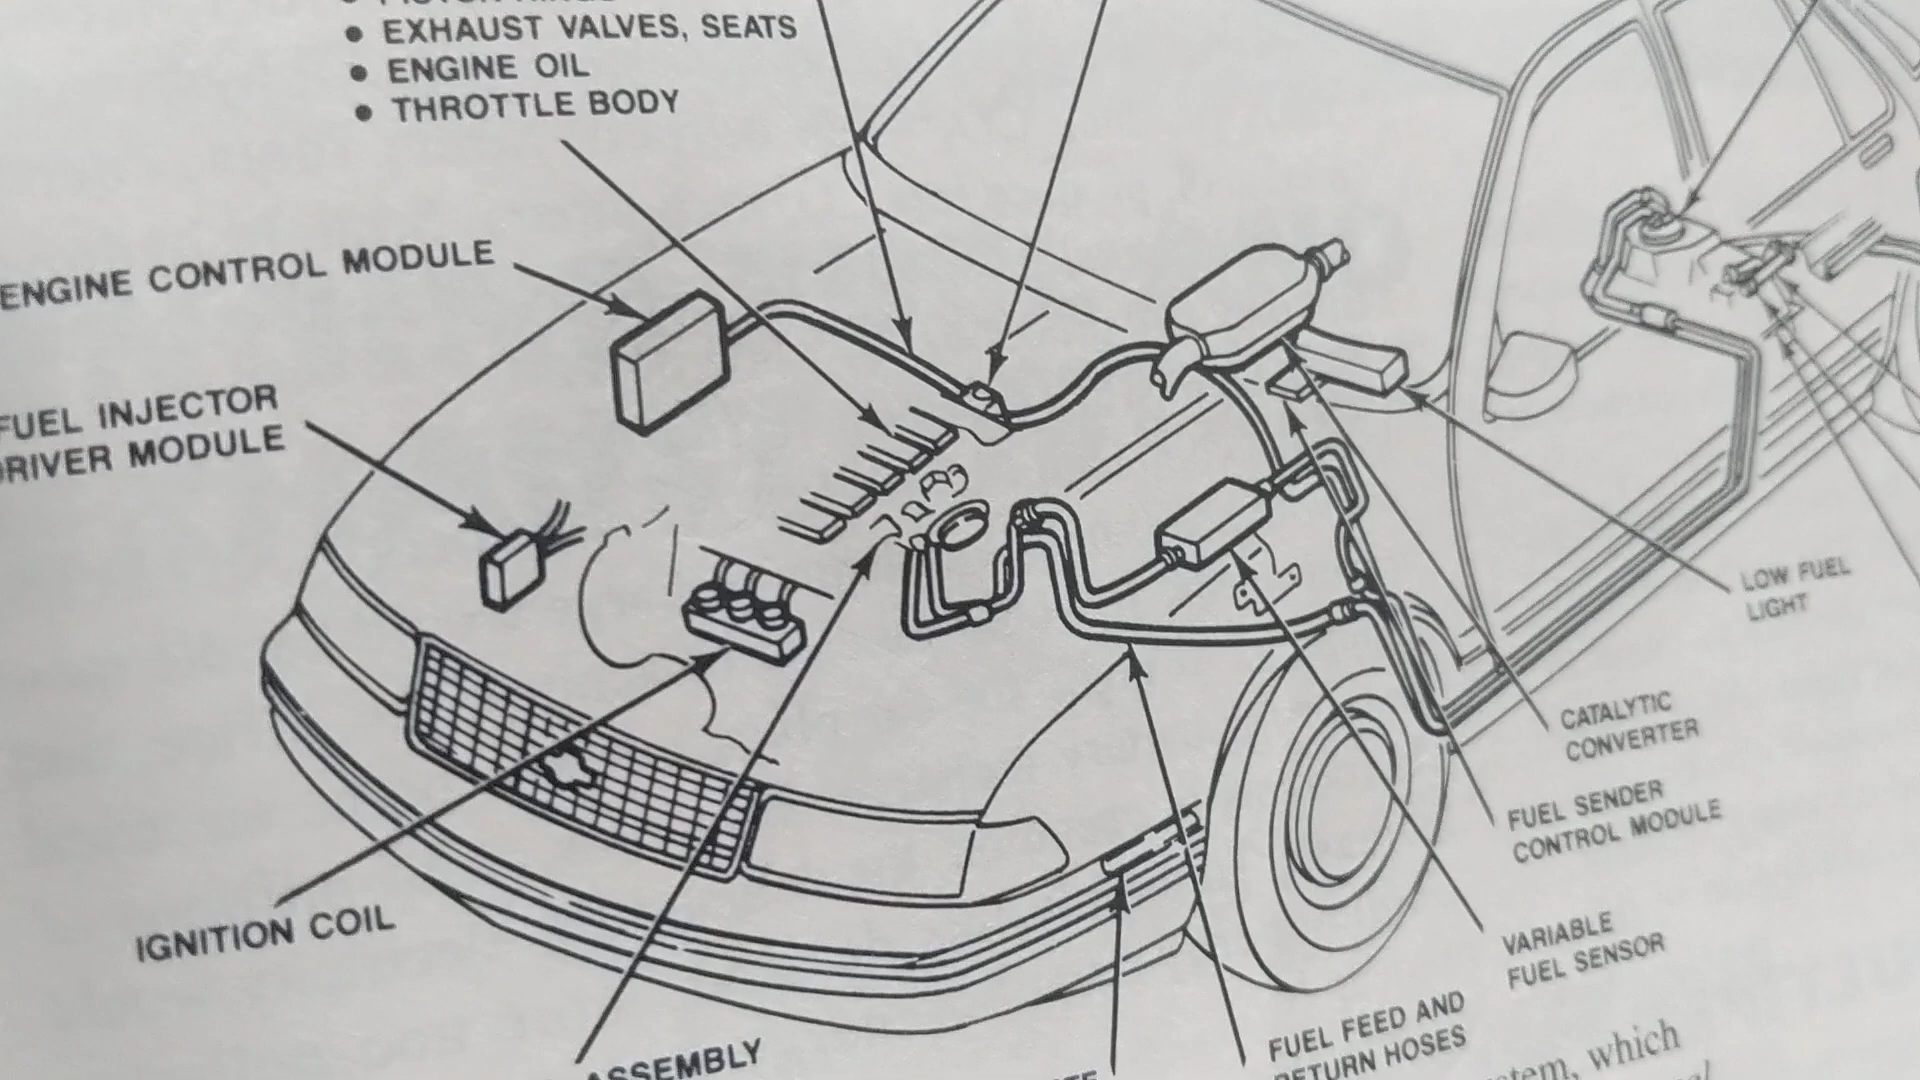 • EXHAUST VALVES, SEATS
• ENGINE OIL
• THROTTLE BODY
ENGINE CONTROL MODULE
FUEL INJECTOR
DRIVER MODULE
IGNITION COIL
ASSEMBLY
LOW FUEL
LIGHT
CATALYTIC
CONVERTER
FUEL SENDER
CONTROL MODULE
VARIABLE
FUEL SENSOR
FUEL FEED AND
RETURN HOSES
which